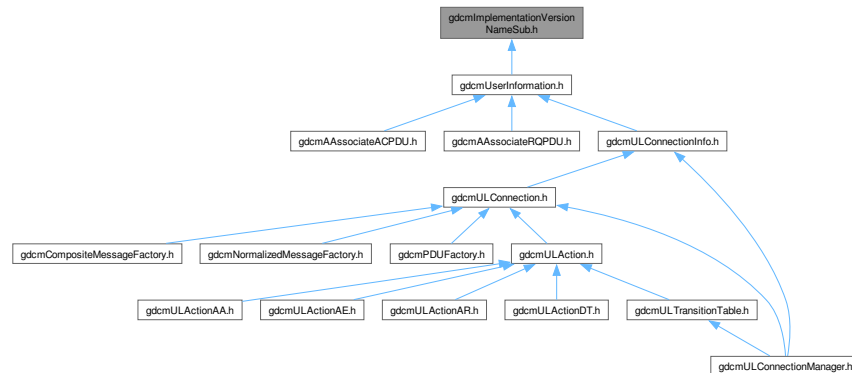 gdcmImplementationVersion
NameSub.h
gdcmUserInformation.h
gdcmAAssociateACPDU.h
gdcmAAssociateRQPDU.h
gdcmULConnectionInfo.h
gdcmULConnection.h
gdcmCompositeMessageFactory.h
gdcmNormalizedMessageFactory.h
gdcmPDUFactory.h
gdcmULAction.h
gdcmULActionAA.h
gdcmULActionAE.h
gdcmULActionAR.h
gdcmULActionDT.h
gdcmULTransitionTable.h
gdcmULConnectionManager.h